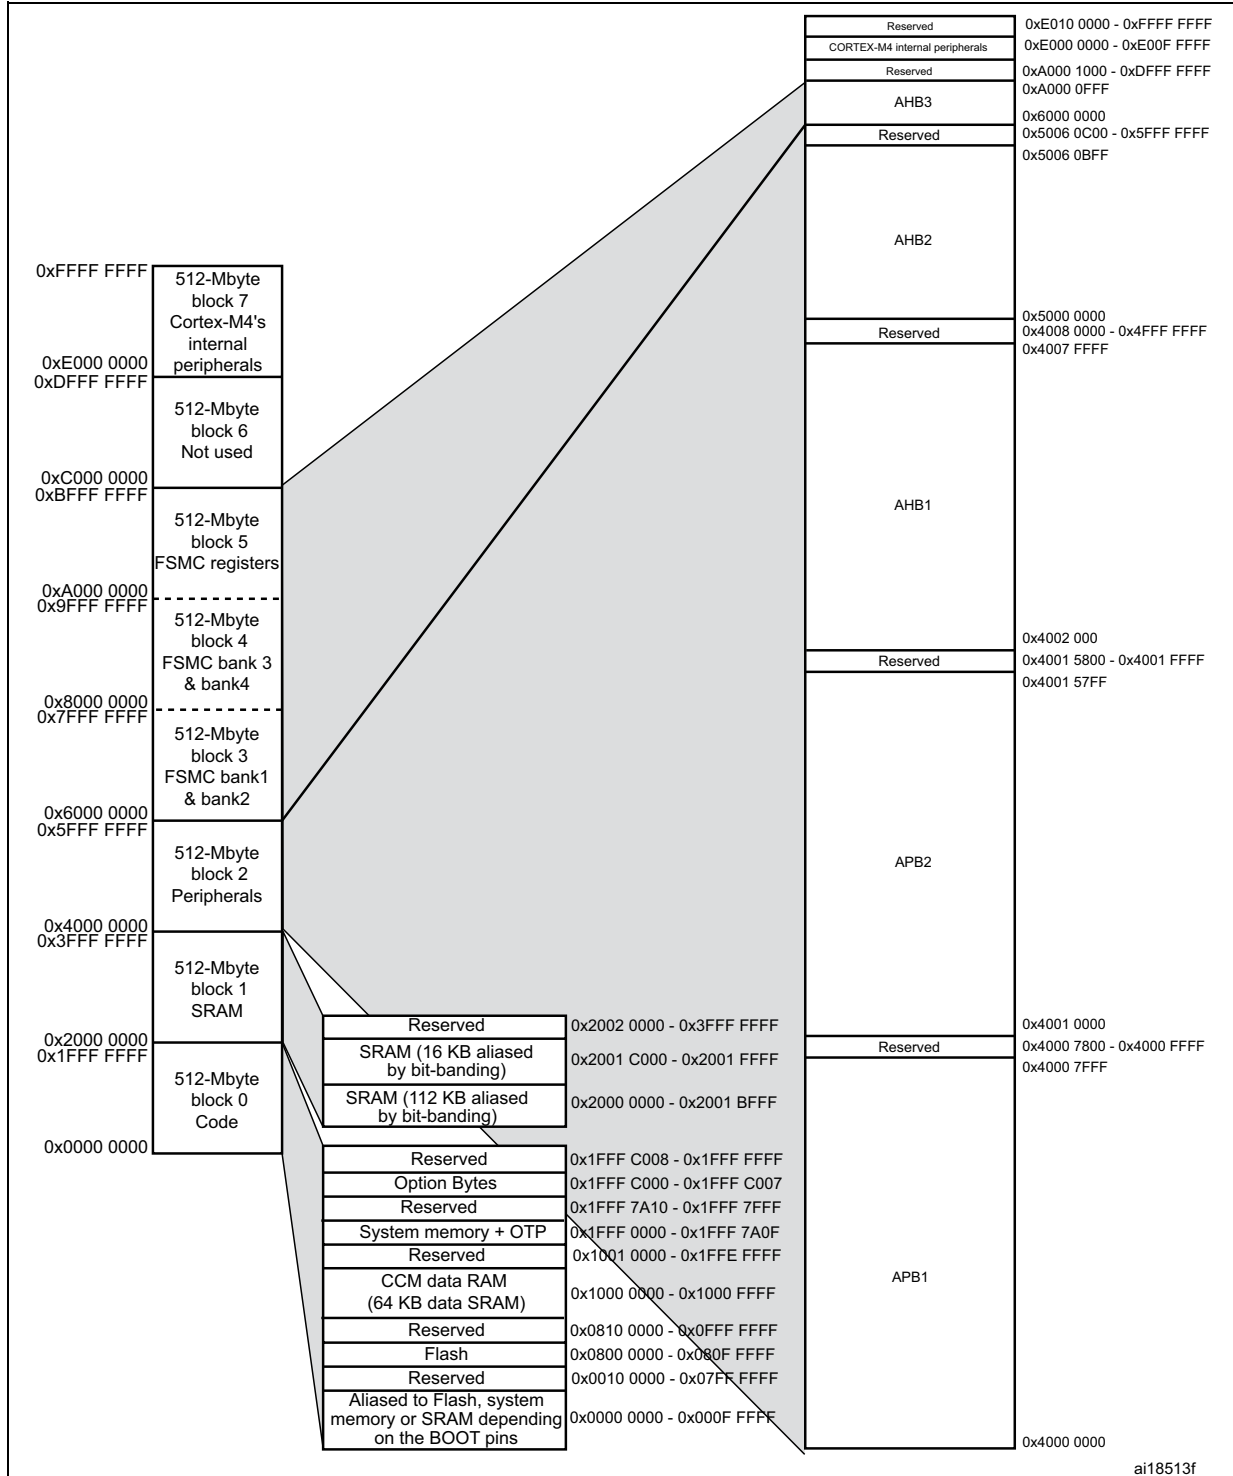 0xFFFF FFFF
512-Mbyte
block 7
Cortex-M4's
internal
peripherals
0xE000 0000
0xDFFF FFFF
512-Mbyte
block 6
Not used
0xC000 0000
0xBFFF FFFF
512-Mbyte
block 5
FSMC registers
0xA000 0000
0x9FFF FFFF
512-Mbyte
block 4
FSMC bank 3
& bank4
0x8000 0000
0x7FFF FFFF
512-Mbyte
block 3
FSMC bank1
& bank2
0x6000 0000
0x5FFF FFFF
512-Mbyte
block 2
Peripherals
0x4000 0000
0x3FFF FFFF
512-Mbyte
block 1
SRAM
0x2000 0000
0x1FFF FFFF
512-Mbyte
block 0
Code
0x0000 0000
Reserved 0x2002 0000 - 0x3FFF FFFF
SRAM (16 KB aliased
by bit-banding)
0x2001 C000 - 0x2001 FFFF
SRAM (112 KB aliased
by bit-banding)
0x2000 0000 - 0x2001 BFFF
Reserved 0x1FFF C008 - 0x1FFF FFFF
Option Bytes 0x1FFF C000 - 0x1FFF C007
Reserved 0x1FFF 7A10 - 0x1FFF 7FFF
System memory + OTP 0x1FFF 0000 - 0x1FFF 7A0F
Reserved 0x1001 0000 - 0x1FFE FFFF
CCM data RAM
(64 KB data SRAM)
0x1000 0000 - 0x1000 FFFF
Reserved 0x0810 0000 - 0x0FFF FFFF
Flash 0x0800 0000 - 0x080F FFFF
Reserved 0x0010 0000 - 0x07FF FFFF
Aliased to Flash, system
memory or SRAM depending
on the BOOT pins
0x0000 0000 - 0x000F FFFF
Reserved 0xE010 0000 - 0xFFFF FFFF
CORTEX-M4 internal peripherals 0xE000 0000 - 0xE00F FFFF
Reserved 0xA000 1000 - 0xDFFF FFFF
0xA000 0FFF
AHB3
0x6000 0000
Reserved 0x5006 0C00 - 0x5FFF FFFF
0x5006 0BFF
AHB2
0x5000 0000
Reserved 0x4008 0000 - 0x4FFF FFFF
0x4007 FFFF
AHB1
0x4002 000
Reserved 0x4001 5800 - 0x4001 FFFF
0x4001 57FF
APB2
0x4001 0000
Reserved 0x4000 7800 - 0x4000 FFFF
0x4000 7FFF
APB1
0x4000 0000
ai18513f